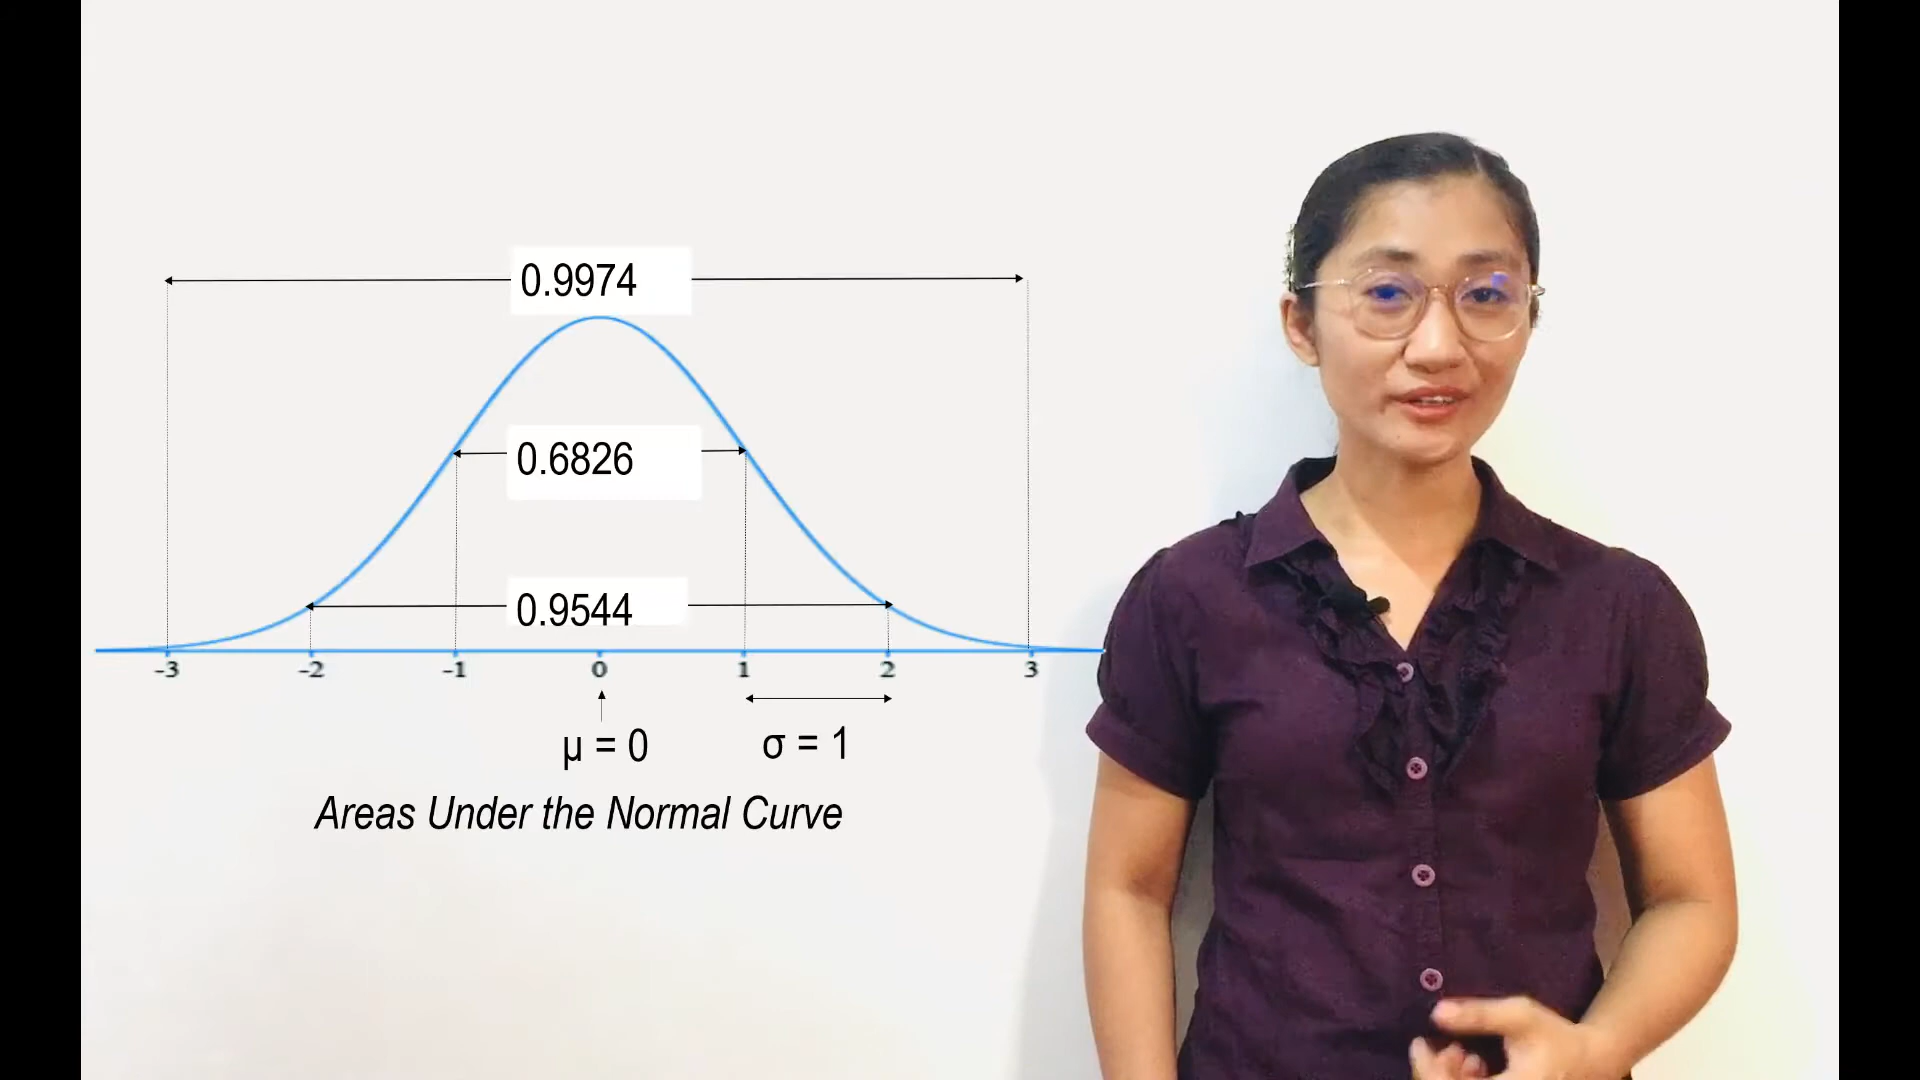 0.9974
0.6826
0.9544
-3 -2 -1 0 1 2 3
μ = 0 σ = 1
Areas Under the Normal Curve